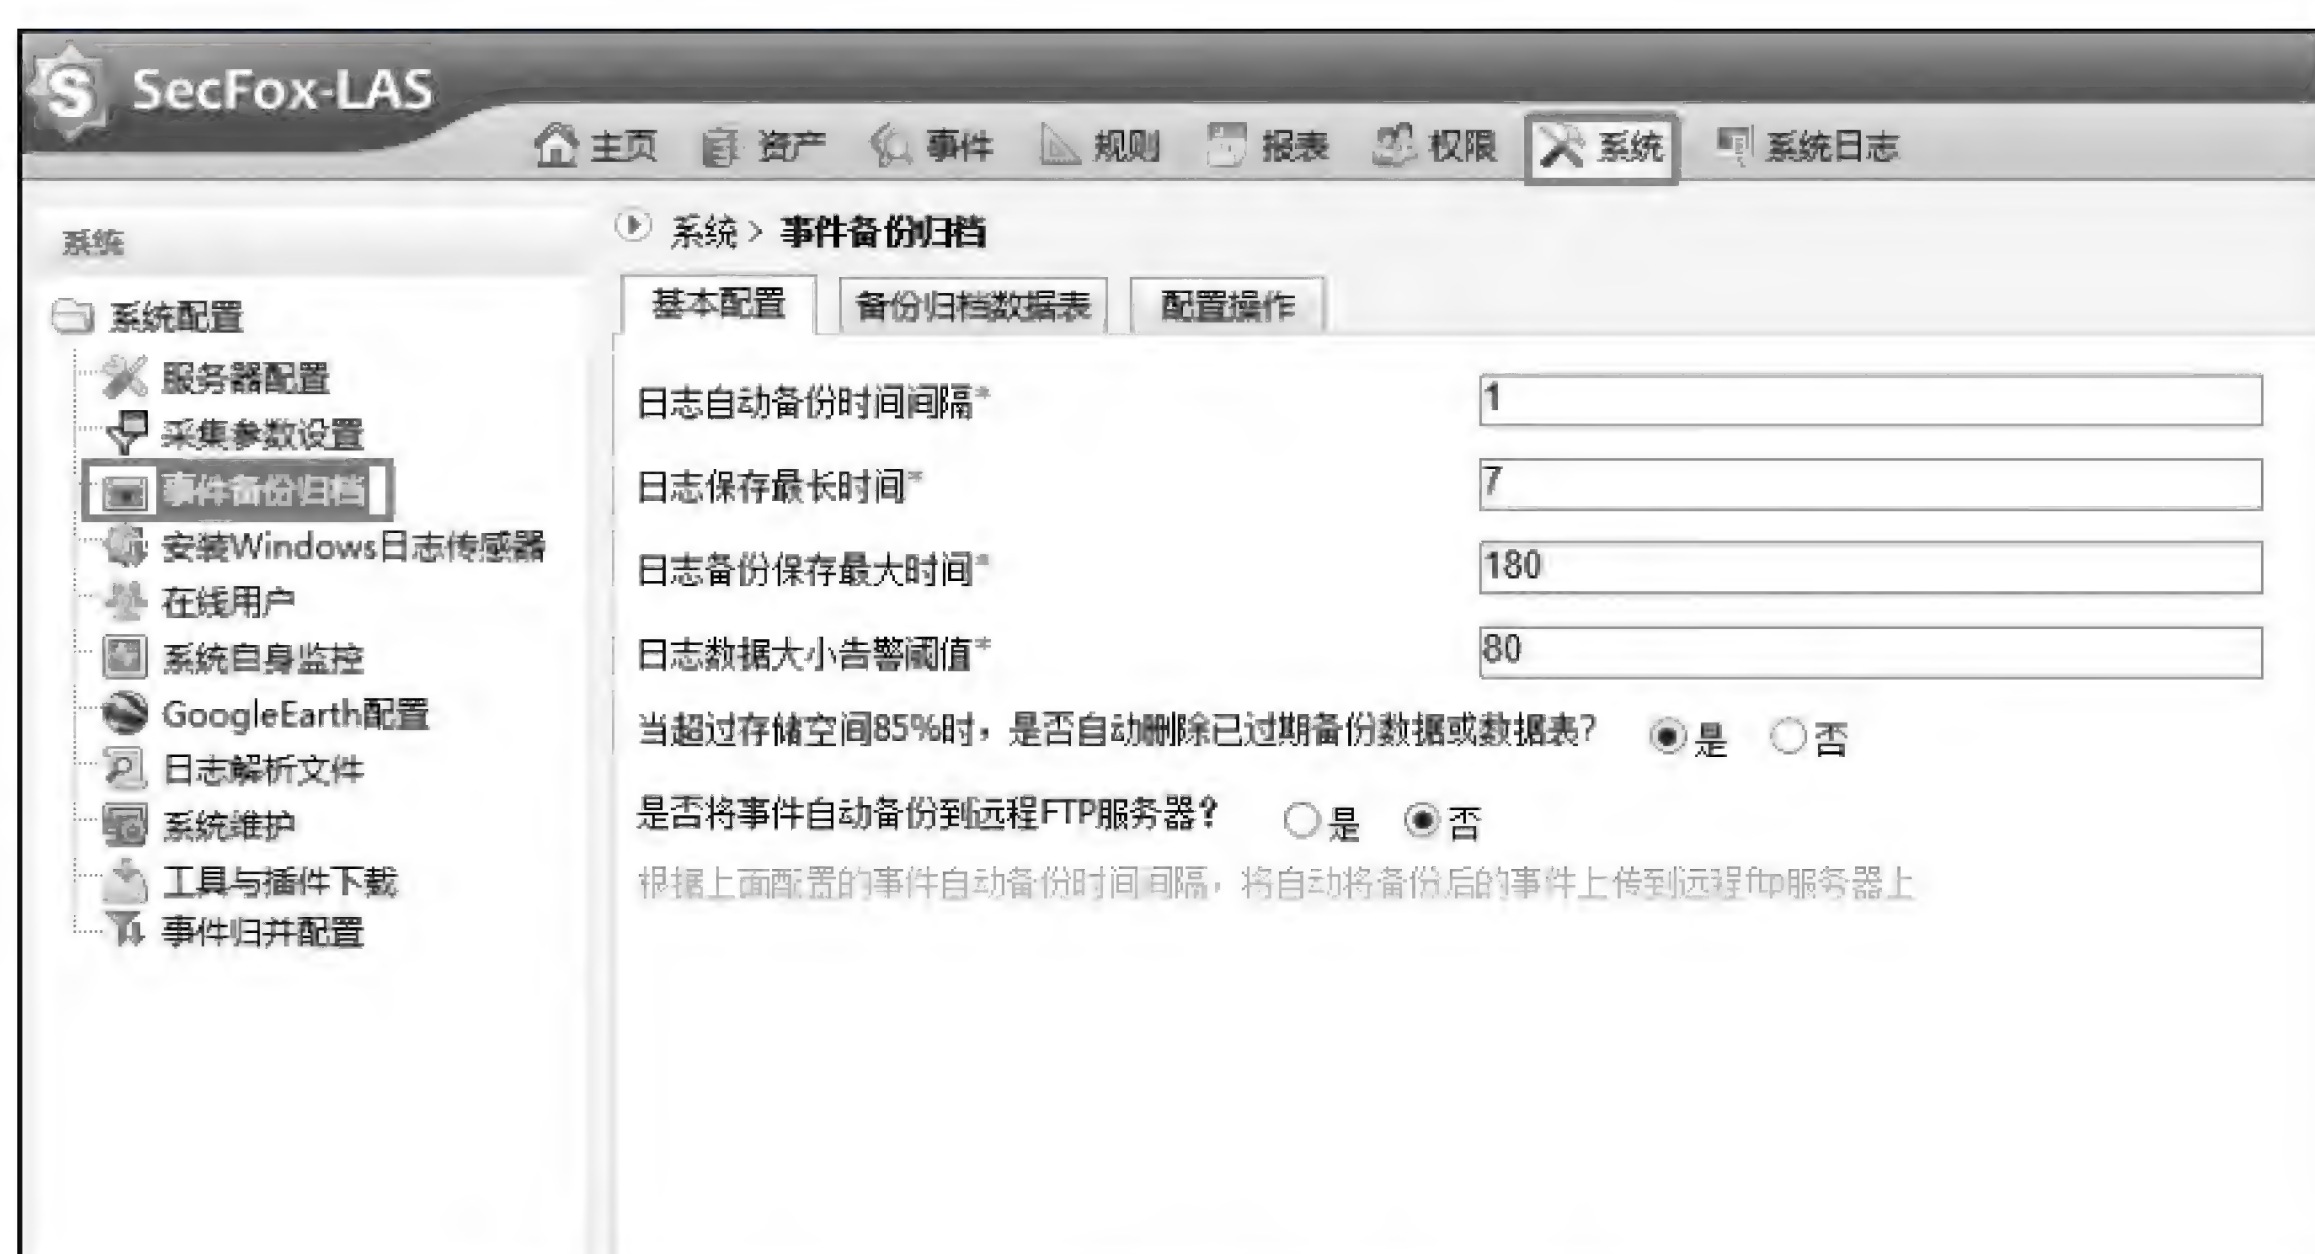 SecFox-LAS
主页 资产 事件 规则 报表 权限 系统 系统日志
系统
系统配置
服务器配置
采集参数设置
事件备份归档
安装Windows日志传感器
在线用户
系统自身监控
GoogleEarth配置
日志解析文件
系统维护
工具与插件下载
事件归并配置
系统 > 事件备份归档
基本配置 备份归档数据表 配置操作
日志自动备份时间间隔* 1
日志保存最长时间* 7
日志备份保存最大时间* 180
日志数据大小告警阈值* 80
当超过存储空间85%时，是否自动删除已过期备份数据或数据表？ 是 否
是否将事件自动备份到远程FTP服务器？ 是 否
根据上面配置的事件自动备份时间间隔，将自动将备份后的事件上传到远程ftp服务器上